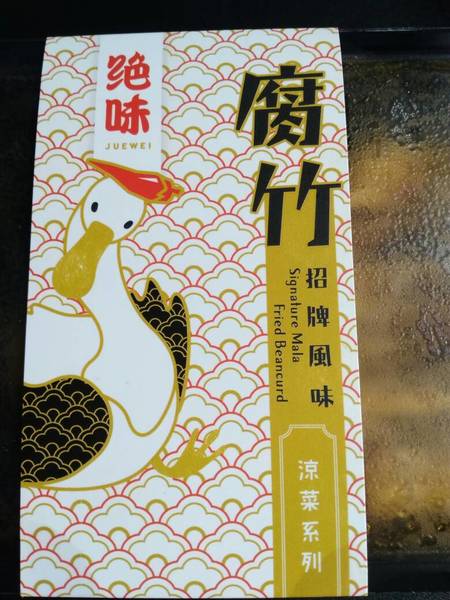 绝味
JUEWEI
腐竹
招牌風味
Signature Mala
Fried Beancurd
涼菜系列